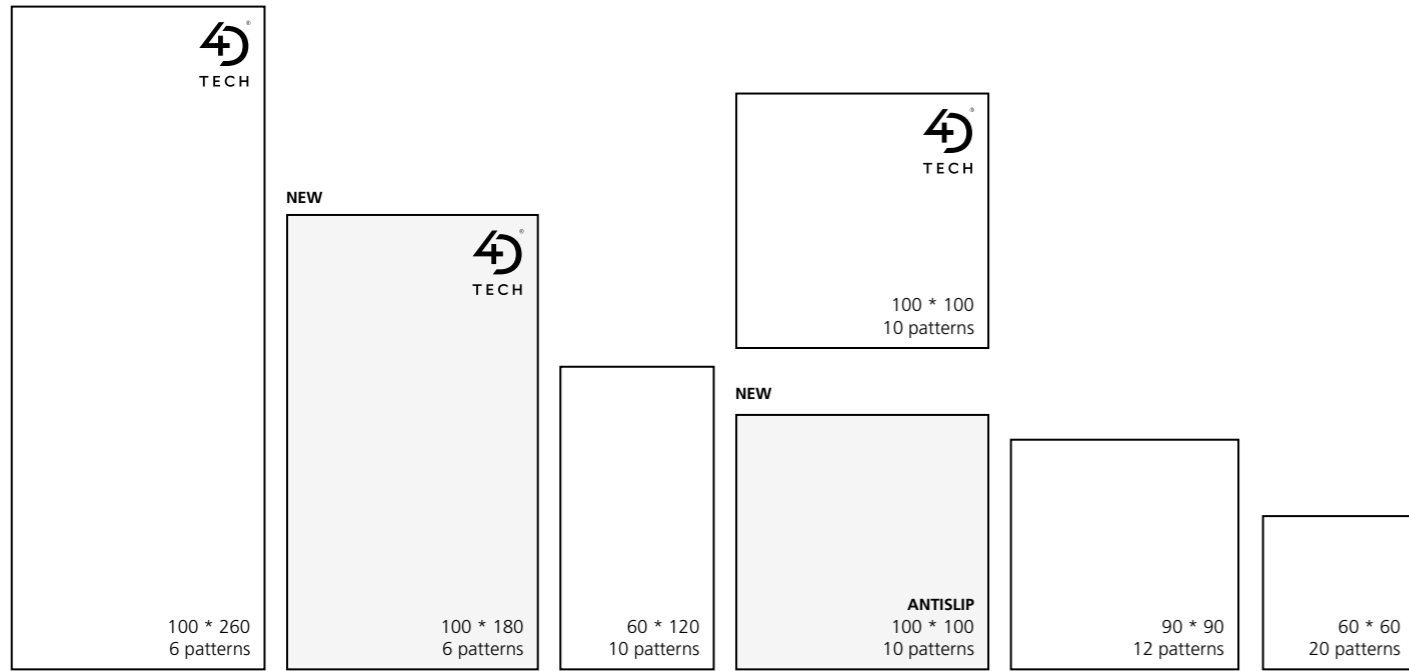 4D®
TECH
100 * 260
6 patterns
NEW
4D®
TECH
100 * 180
6 patterns
60 * 120
10 patterns
4D®
TECH
100 * 100
10 patterns
NEW
ANTISLIP
100 * 100
10 patterns
90 * 90
12 patterns
60 * 60
20 patterns